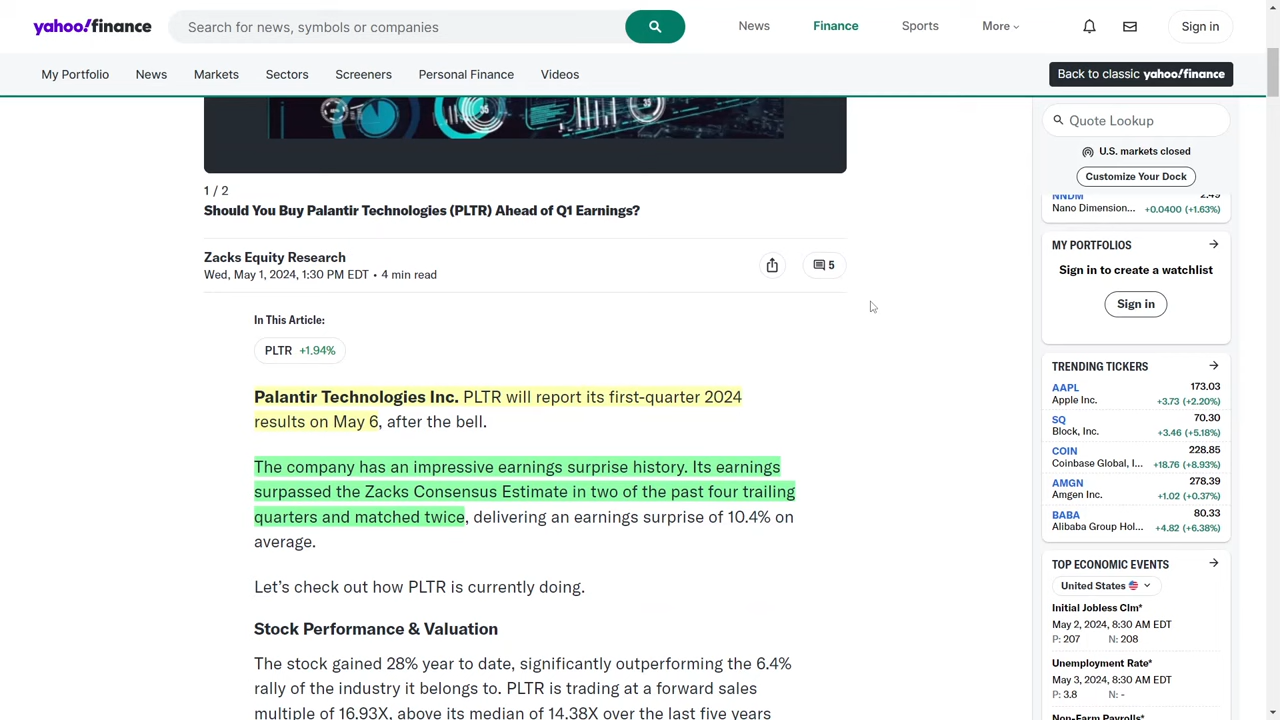 yahoo!finance
Search for news, symbols or companies
News
Finance
Sports
More
Sign in
My Portfolio
News
Markets
Sectors
Screeners
Personal Finance
Videos
Back to classic yahoo!finance
1 / 2
Should You Buy Palantir Technologies (PLTR) Ahead of Q1 Earnings?
Zacks Equity Research
Wed, May 1, 2024, 1:30 PM EDT • 4 min read
5
In This Article:
PLTR +1.94%
Palantir Technologies Inc. PLTR will report its first-quarter 2024
results on May 6, after the bell.
The company has an impressive earnings surprise history. Its earnings
surpassed the Zacks Consensus Estimate in two of the past four trailing
quarters and matched twice, delivering an earnings surprise of 10.4% on
average.
Let’s check out how PLTR is currently doing.
Stock Performance & Valuation
The stock gained 28% year to date, significantly outperforming the 6.4%
rally of the industry it belongs to. PLTR is trading at a forward sales
multiple of 16.93X, above its median of 14.38X over the last five years
Quote Lookup
U.S. markets closed
Customize Your Dock
NNDM 2.49
Nano Dimension... +0.0400 (+1.63%)
MY PORTFOLIOS
Sign in to create a watchlist
Sign in
TRENDING TICKERS
AAPL 173.03
Apple Inc. +3.73 (+2.20%)
SQ 70.30
Block, Inc. +3.46 (+5.18%)
COIN 228.85
Coinbase Global, I... +18.76 (+8.93%)
AMGN 278.39
Amgen Inc. +1.02 (+0.37%)
BABA 80.33
Alibaba Group Hol... +4.82 (+6.38%)
TOP ECONOMIC EVENTS
United States
Initial Jobless Clm*
May 2, 2024, 8:30 AM EDT
P: 207 N: 208
Unemployment Rate*
May 3, 2024, 8:30 AM EDT
P: 3.8 N: -
Non-Farm Payrolls*